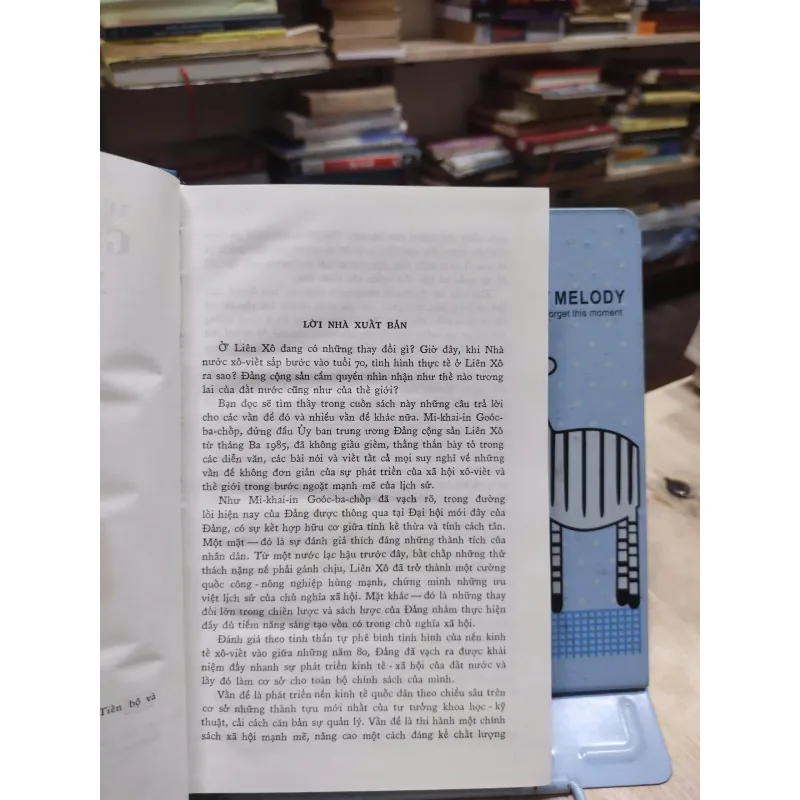 LỜI NHÀ XUẤT BẢN
Ở Liên Xô đang có những thay đổi gì? Giờ đây, khi Nhà
nước xô-viết sắp bước vào tuổi 70, tình hình thực tế ở Liên Xô
ra sao? Đảng cộng sản cầm quyền nhìn nhận như thế nào tương
lai của đất nước cũng như của thế giới?
Bạn đọc sẽ tìm thấy trong cuốn sách này những câu trả lời
cho các vấn đề đó và nhiều vấn đề khác nữa. Mi-khai-in Goóc-
ba-chốp, đứng đầu Ủy ban trung ương Đảng cộng sản Liên Xô
từ tháng Ba 1985, đã không giấu giếm, thẳng thắn bày tỏ trong
các diễn văn, các bài nói và viết tất cả mọi suy nghĩ về những
vấn đề không đơn giản của sự phát triển của xã hội xô-viết và
thế giới trong bước ngoặt mạnh mẽ của lịch sử.
Như Mi-khai-in Goóc-ba-chốp đã vạch rõ, trong đường
lối hiện nay của Đảng được thông qua tại Đại hội mới đây của
Đảng, có sự kết hợp hữu cơ giữa tính kế thừa và tính cách tân.
Một mặt — đó là sự đánh giá thích đáng những thành tích của
nhân dân. Từ một nước lạc hậu trước đây, bất chấp những thử
thách nặng nề phải gánh chịu, Liên Xô đã trở thành một cường
quốc công - nông nghiệp hùng mạnh, chứng minh những ưu
việt lịch sử của chủ nghĩa xã hội. Mặt khác — đó là những thay
đổi lớn trong chiến lược và sách lược của Đảng nhằm thực hiện
đầy đủ tiềm năng sáng tạo vốn có trong chủ nghĩa xã hội.
Đánh giá theo tinh thần tự phê bình tình hình của nền kinh
tế xô-viết vào giữa những năm 80, Đảng đã vạch ra được khái
niệm đẩy nhanh sự phát triển kinh tế - xã hội của đất nước và
lấy đó làm cơ sở cho toàn bộ chính sách của mình.
Vấn đề là phát triển nền kinh tế quốc dân theo chiều sâu trên
cơ sở những thành tựu mới nhất của tư tưởng khoa học - kỹ
thuật, cải cách căn bản sự quản lý. Vấn đề là thi hành một chính
sách xã hội mạnh mẽ, nâng cao một cách đáng kể chất lượng
Tiến bộ và
MELODY
forget this moment